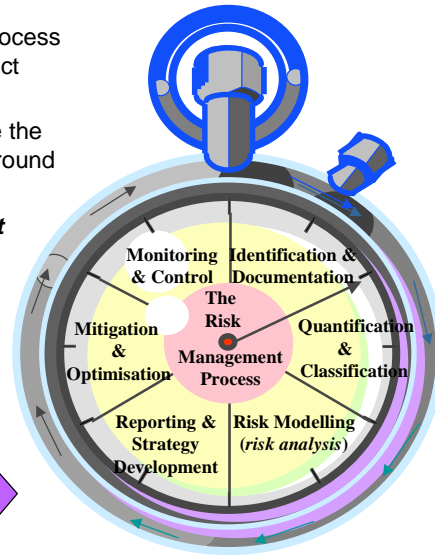 ocess
ct
e the
round
t
Monitoring
& Control
Identification &
Documentation
The
Risk
Management
Process
Quantification
&
Classification
Mitigation
&
Optimisation
Reporting &
Strategy
Development
Risk Modelling
(risk analysis)